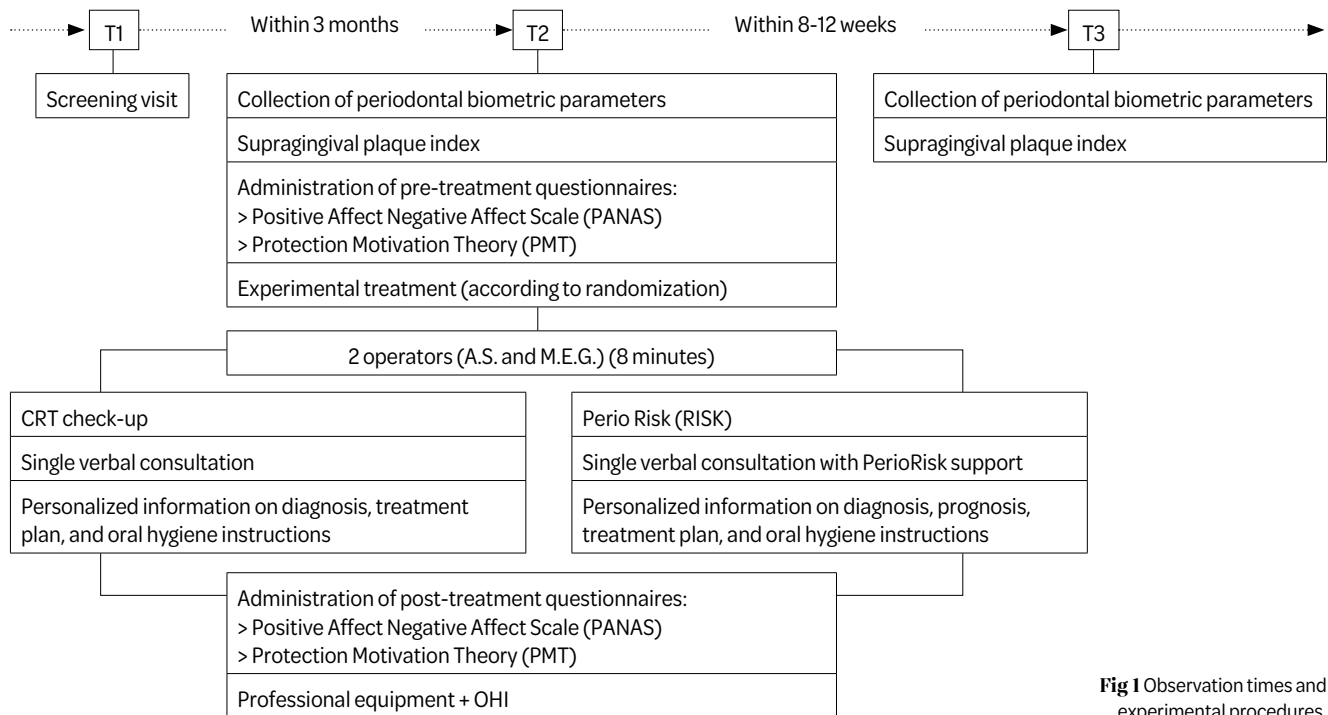 T1
Within 3 months
T2
Within 8-12 weeks
T3
Screening visit
Collection of periodontal biometric parameters
Supragingival plaque index
Administration of pre-treatment questionnaires:
> Positive Affect Negative Affect Scale (PANAS)
> Protection Motivation Theory (PMT)
Experimental treatment (according to randomization)
Collection of periodontal biometric parameters
Supragingival plaque index
2 operators (A.S. and M.E.G.) (8 minutes)
CRT check-up
Single verbal consultation
Personalized information on diagnosis, treatment
plan, and oral hygiene instructions
Perio Risk (RISK)
Single verbal consultation with PerioRisk support
Personalized information on diagnosis, prognosis,
treatment plan, and oral hygiene instructions
Administration of post-treatment questionnaires:
> Positive Affect Negative Affect Scale (PANAS)
> Protection Motivation Theory (PMT)
Professional equipment + OHI
Fig 1 Observation times and
experimental procedures.